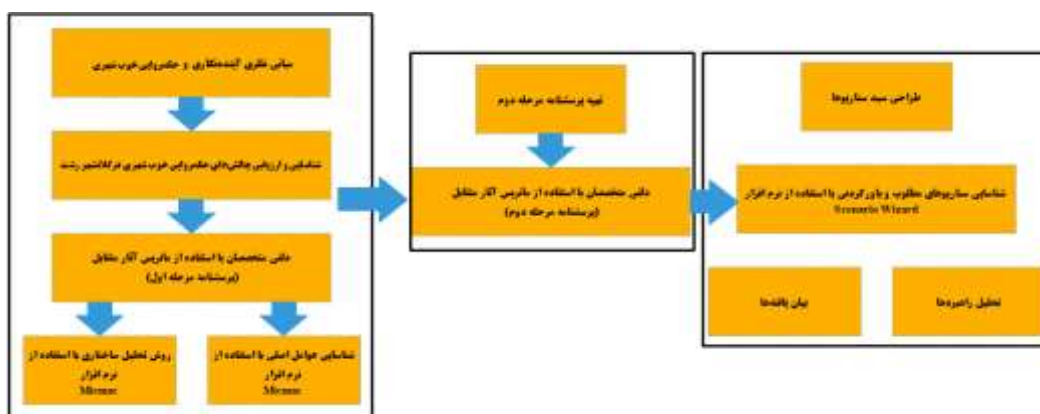 مبانی نظری آینده‌نگاری و حکمروایی خوب شهری
شناسایی و ارزیابی چالش‌های حکمروایی خوب شهری در کلانشهر رشت
دلفی متخصصان با استفاده از ماتریس آثار متقابل
(پرسشنامه مرحله اول)
روش تحلیل ساختاری با استفاده از
نرم افزار
Micmac
شناسایی عوامل اصلی با استفاده از
نرم افزار
Micmac
تهیه پرسشنامه مرحله دوم
دلفی متخصصان با استفاده از ماتریس آثار متقابل
(پرسشنامه مرحله دوم)
طراحی سبد سناریوها
شناسایی سناریوهای مطلوب و باورکردنی با استفاده از نرم افزار
Scenario Wizard
بیان یافته‌ها
تحلیل راهبردها